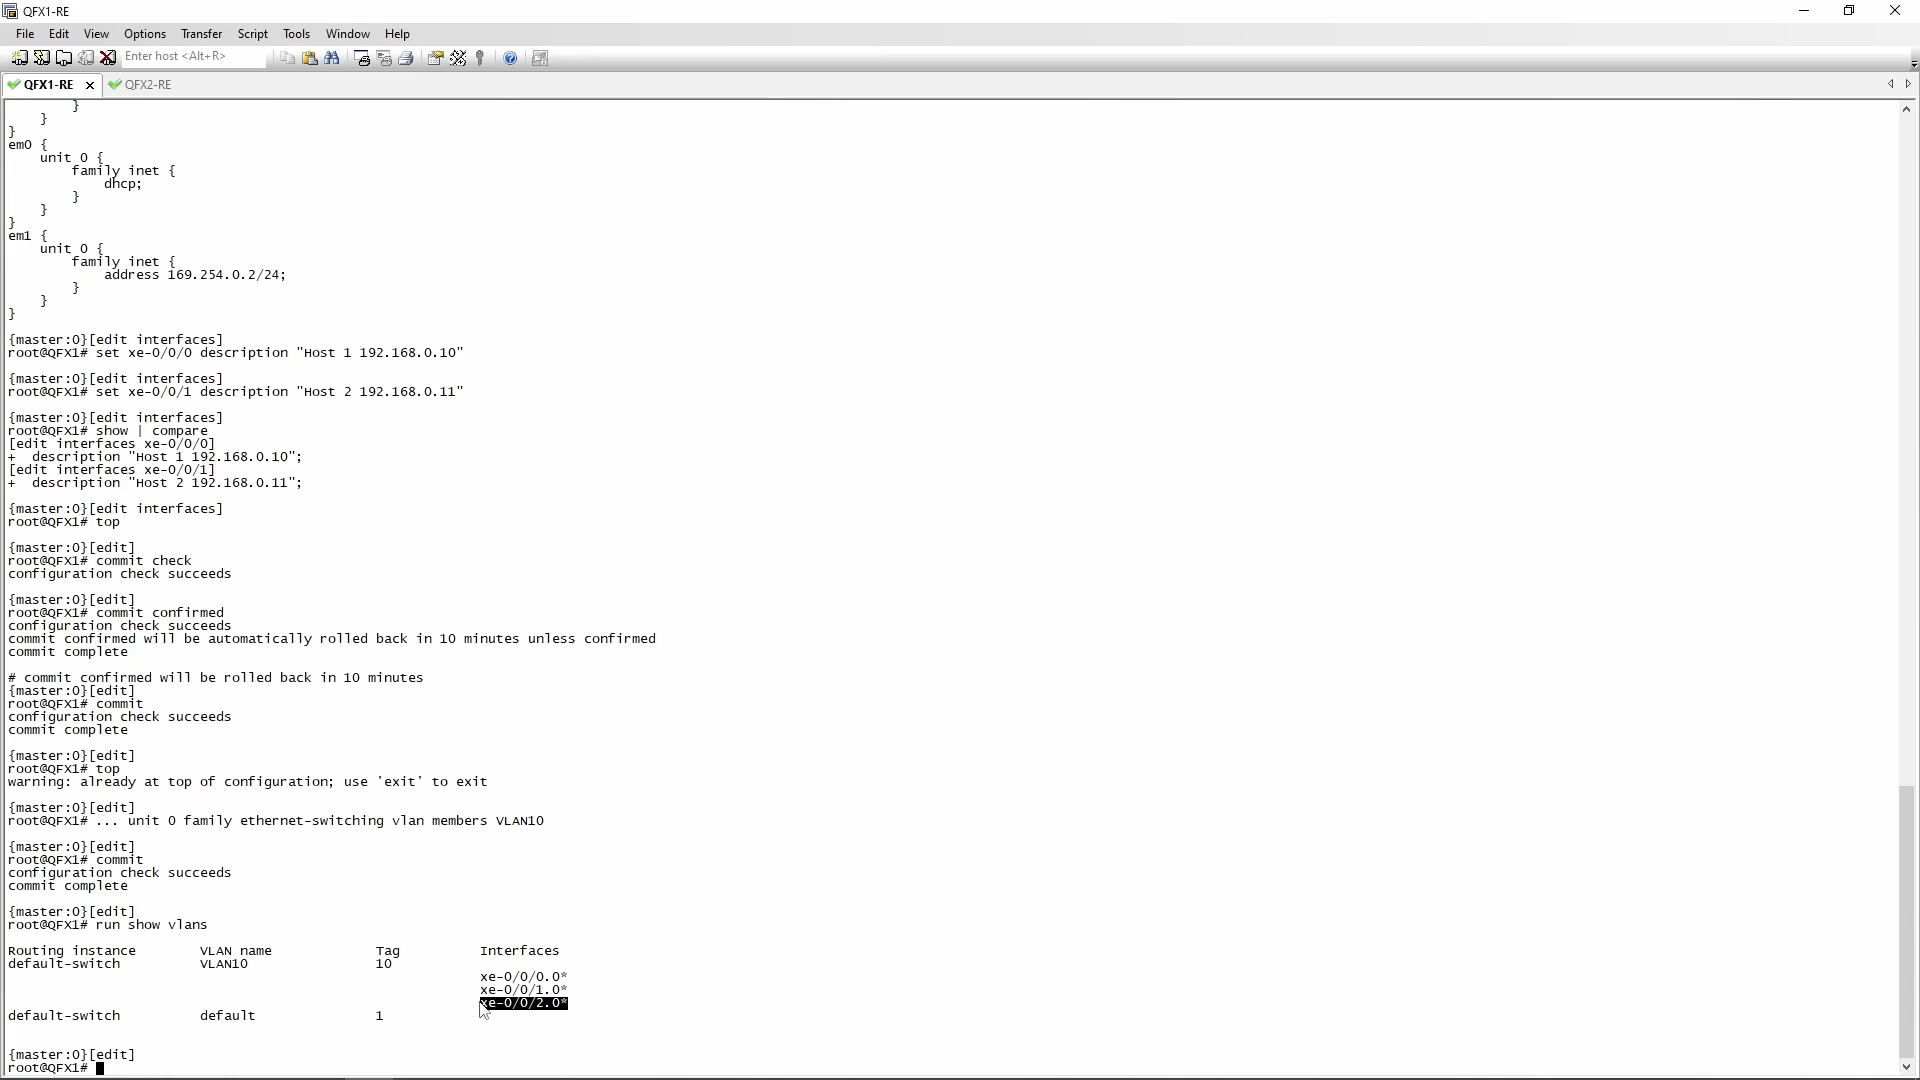 QFX1-RE
File Edit View Options Transfer Script Tools Window Help
Enter host <Alt+R>
QFX1-RE QFX2-RE
}
}
}
em0 {
unit 0 {
family inet {
dhcp;
}
}
}
em1 {
unit 0 {
family inet {
address 169.254.0.2/24;
}
}
}
{master:0}[edit interfaces]
root@QFX1# set xe-0/0/0 description "Host 1 192.168.0.10"
{master:0}[edit interfaces]
root@QFX1# set xe-0/0/1 description "Host 2 192.168.0.11"
{master:0}[edit interfaces]
root@QFX1# show | compare
[edit interfaces xe-0/0/0]
+ description "Host 1 192.168.0.10";
[edit interfaces xe-0/0/1]
+ description "Host 2 192.168.0.11";
{master:0}[edit interfaces]
root@QFX1# top
{master:0}[edit]
root@QFX1# commit check
configuration check succeeds
{master:0}[edit]
root@QFX1# commit confirmed
configuration check succeeds
commit confirmed will be automatically rolled back in 10 minutes unless confirmed
commit complete
# commit confirmed will be rolled back in 10 minutes
{master:0}[edit]
root@QFX1# commit
configuration check succeeds
commit complete
{master:0}[edit]
root@QFX1# top
warning: already at top of configuration; use 'exit' to exit
{master:0}[edit]
root@QFX1# ... unit 0 family ethernet-switching vlan members VLAN10
{master:0}[edit]
root@QFX1# commit
configuration check succeeds
commit complete
{master:0}[edit]
root@QFX1# run show vlans
Routing instance VLAN name Tag Interfaces
default-switch VLAN10 10
xe-0/0/0.0*
xe-0/0/1.0*
xe-0/0/2.0*
default-switch default 1
{master:0}[edit]
root@QFX1#